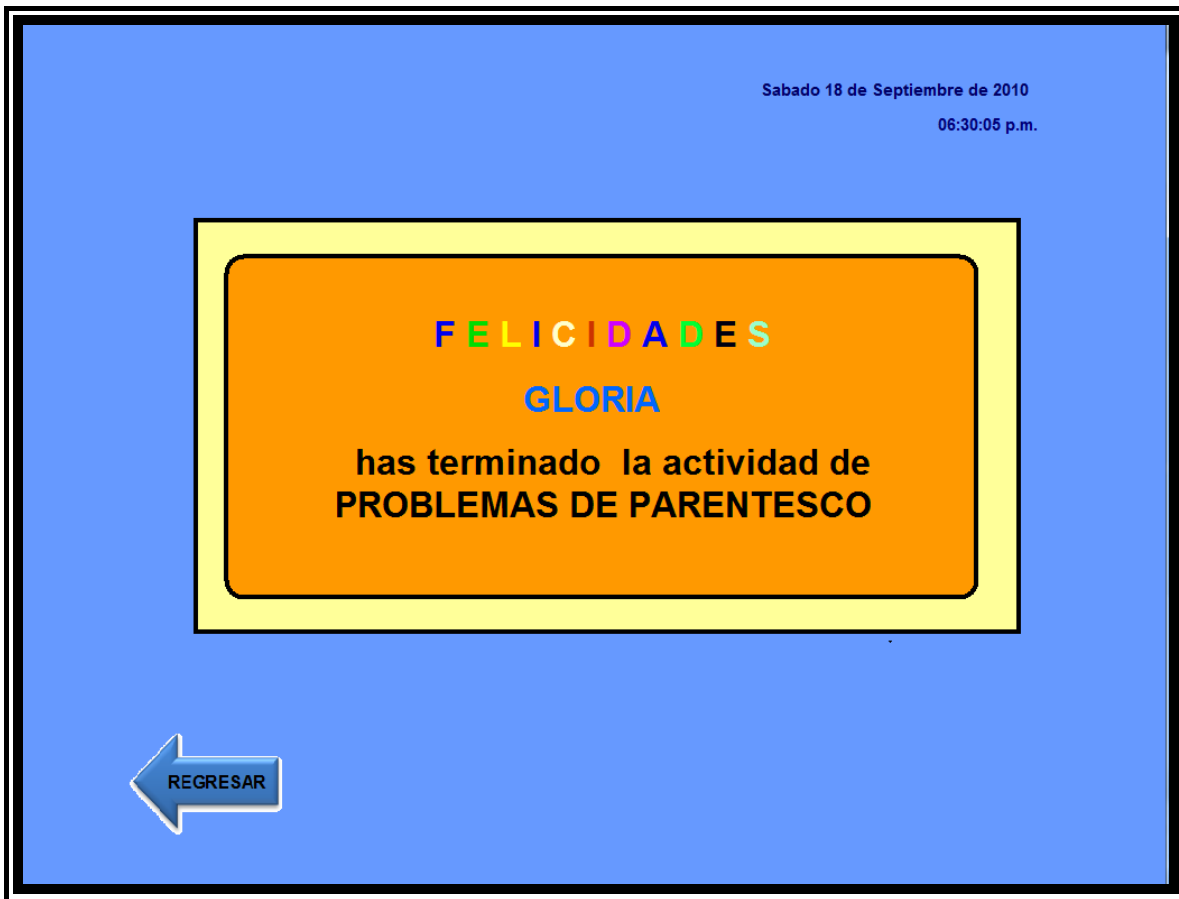 Sabado 18 de Septiembre de 2010
06:30:05 p.m.
FELICIDADES
GLORIA
has terminado la actividad de
PROBLEMAS DE PARENTESCO
REGRESAR